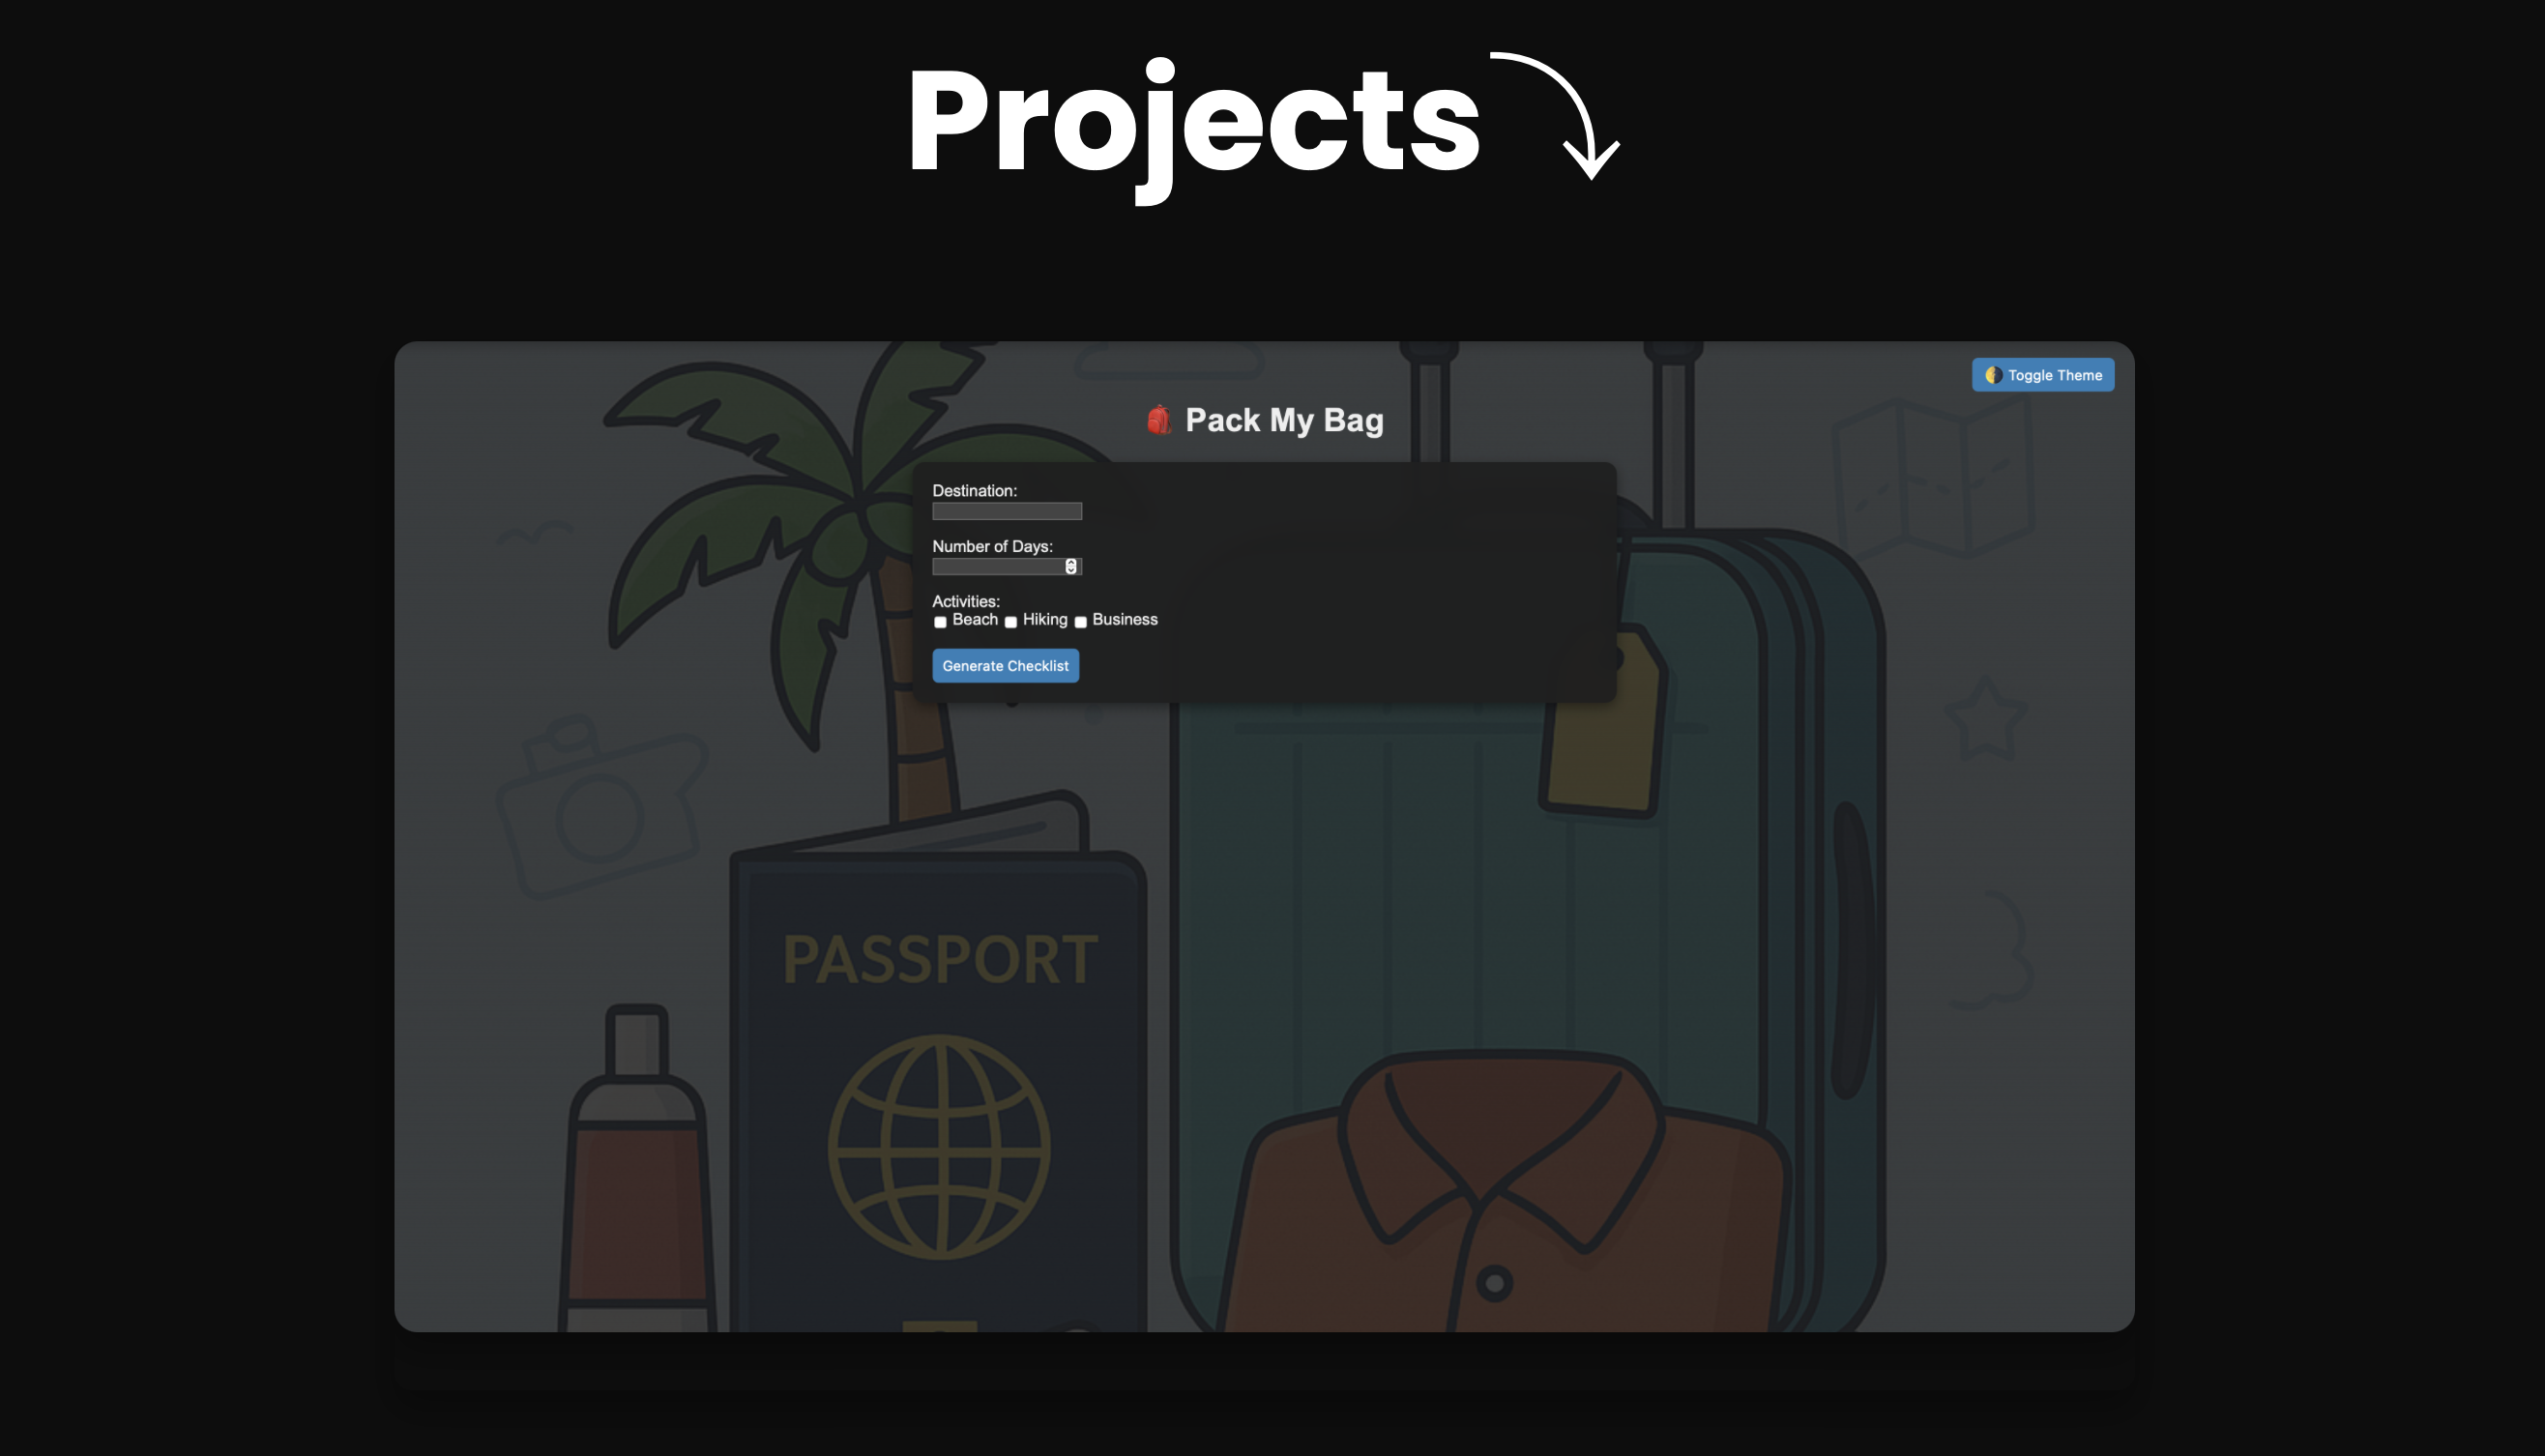 Projects
Toggle Theme
Pack My Bag
Destination:
Number of Days:
Activities:
Beach Hiking Business
Generate Checklist
PASSPORT